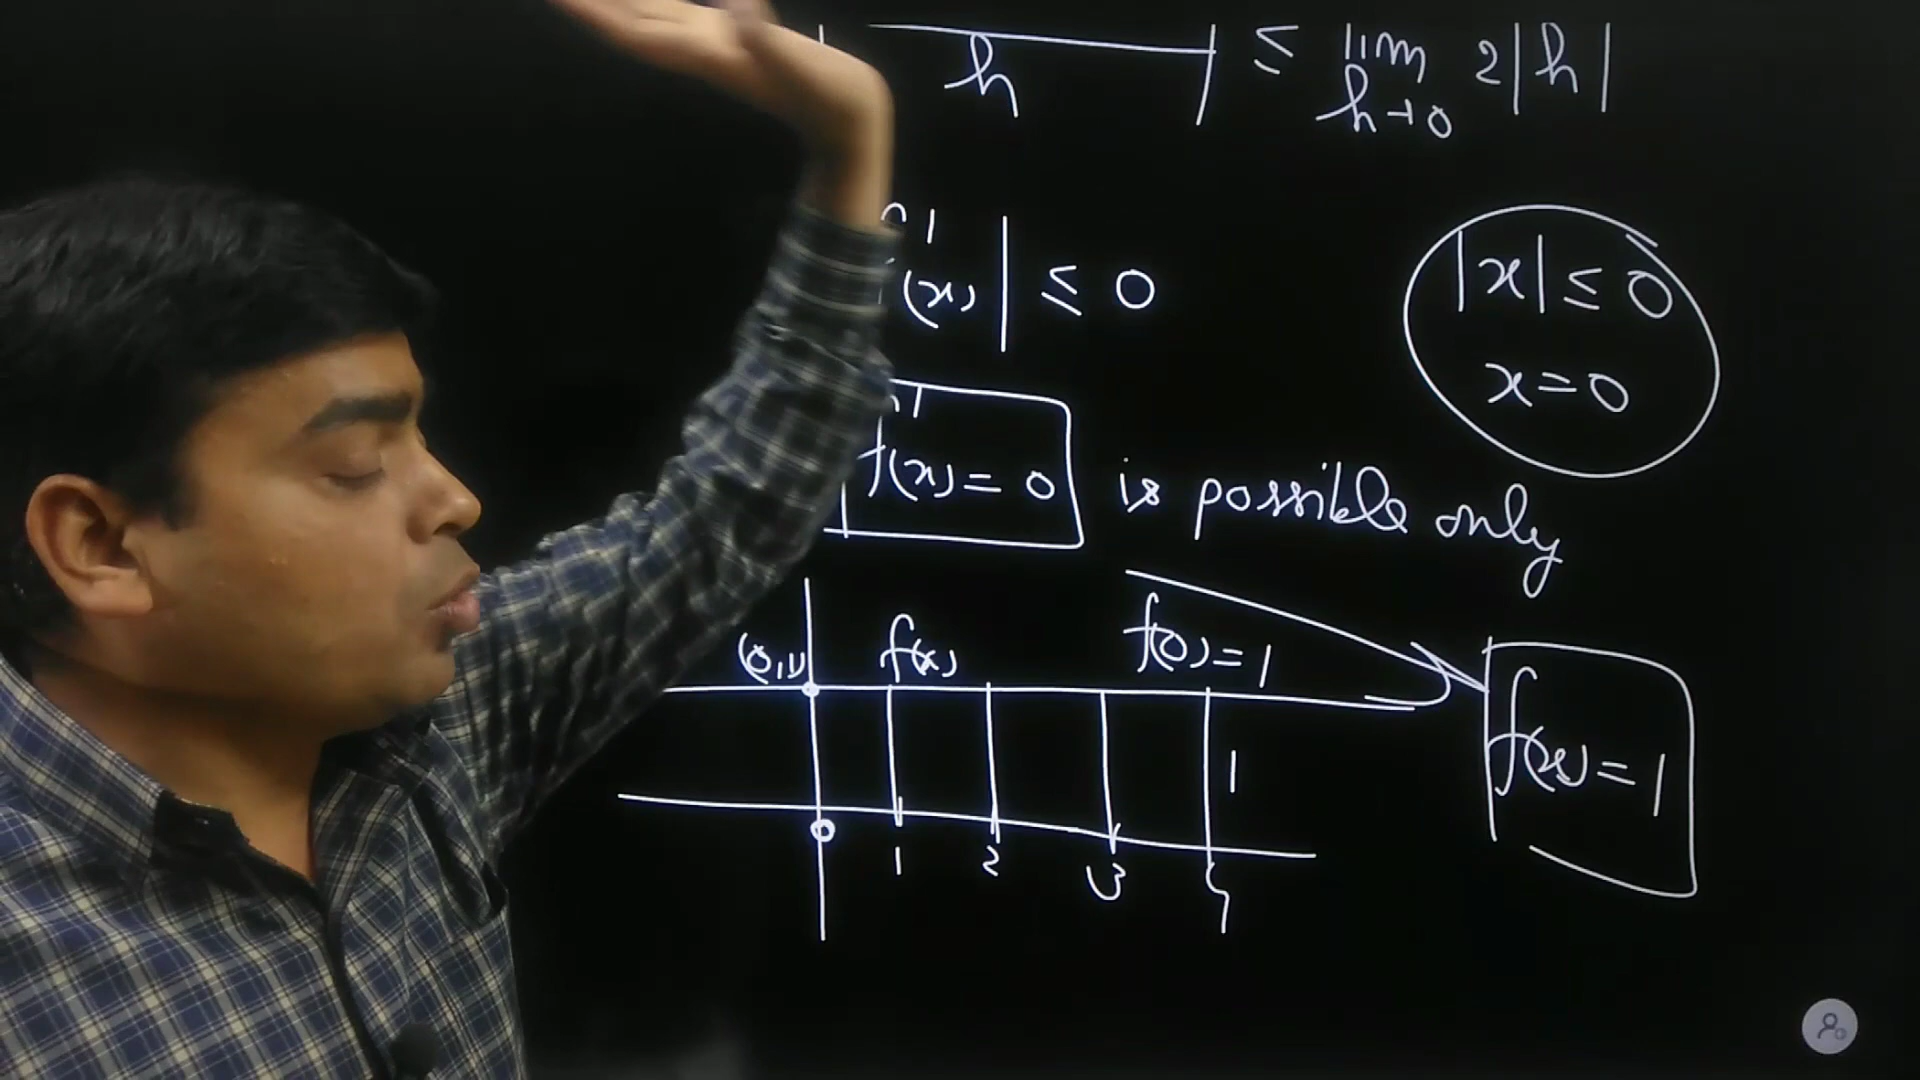 h | ≤ lim 2|h|
h→0
(x) | ≤ 0
|x| ≤ 0
x = 0
f'(x) = 0 is possible only
(0,1) f(x) f(0) = 1
f(x) = 1
1
0 1 2 3 4